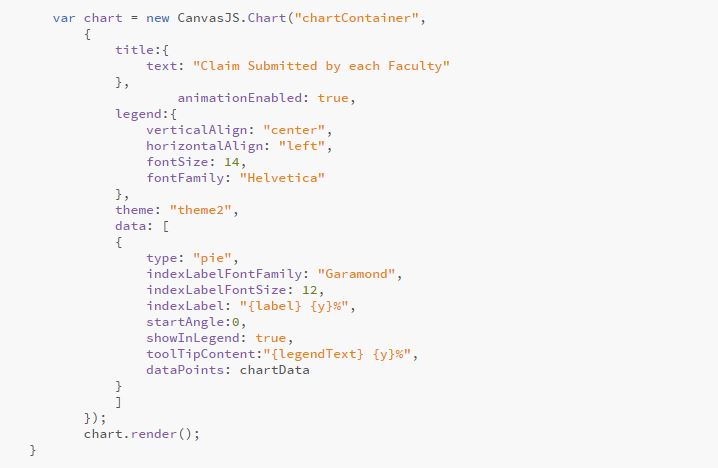 var chart = new CanvasJS.Chart("chartContainer",
{
title:{
text: "Claim Submitted by each Faculty"
},
animationEnabled: true,
legend:{
verticalAlign: "center",
horizontalAlign: "left",
fontSize: 14,
fontFamily: "Helvetica"
},
theme: "theme2",
data: [
{
type: "pie",
indexLabelFontFamily: "Garamond",
indexLabelFontSize: 12,
indexLabel: "{label} {y}%",
startAngle:0,
showInLegend: true,
toolTipContent:"{legendText} {y}%",
dataPoints: chartData
}
]
});
chart.render();
}